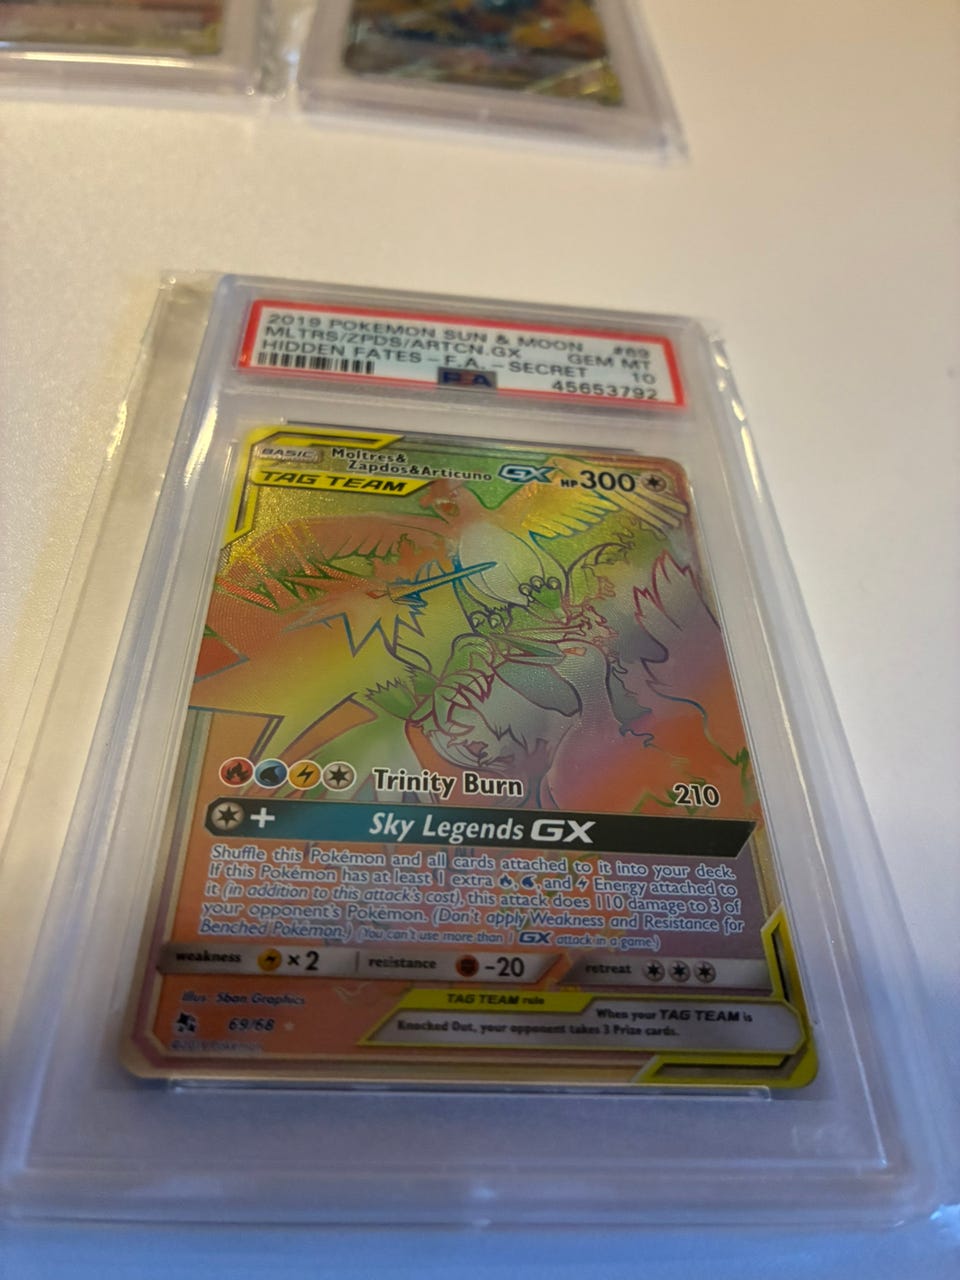 2019 POKEMON SUN & MOON #69
MLTRS/ZPDS/ARTCN.GX GEM MT
HIDDEN FATES - F.A. - SECRET 10
PSA 45653792
BASIC Moltres&
Zapdos&Articuno GX HP 300
TAG TEAM
Trinity Burn 210
+ Sky Legends GX
Shuffle this Pokémon and all cards attached to it into your deck.
If this Pokémon has at least 1 extra , , and Energy attached to
it (in addition to this attack's cost), this attack does 110 damage to 3 of
your opponent's Pokémon. (Don't apply Weakness and Resistance for
Benched Pokémon.) (You can't use more than 1 GX attack in a game.)
weakness ×2 resistance -20 retreat
Illus. Sban Graphics
69/68
©2019 Pokémon
TAG TEAM rule When your TAG TEAM is
Knocked Out, your opponent takes 3 Prize cards.